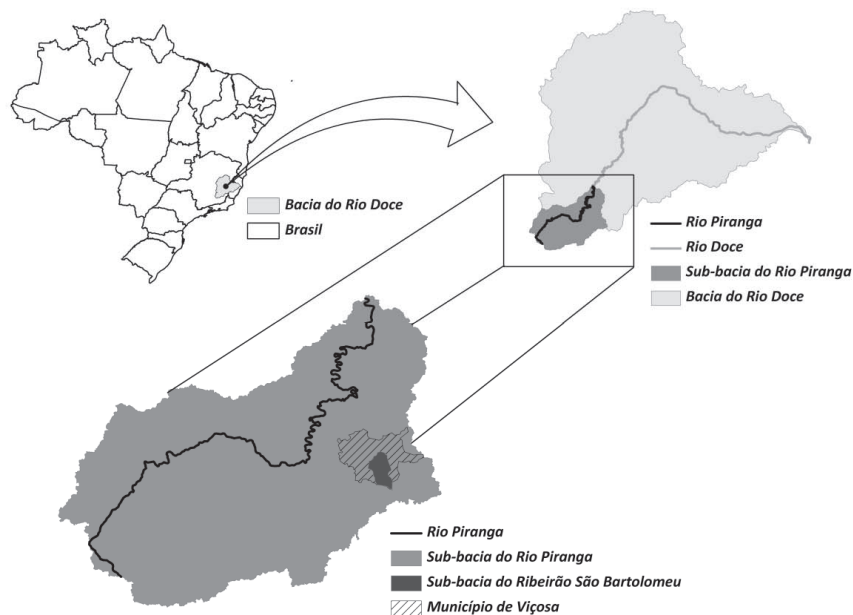 Bacia do Rio Doce
Brasil
Rio Piranga
Rio Doce
Sub-bacia do Rio Piranga
Bacia do Rio Doce
Rio Piranga
Sub-bacia do Rio Piranga
Sub-bacia do Ribeirão São Bartolomeu
Município de Viçosa